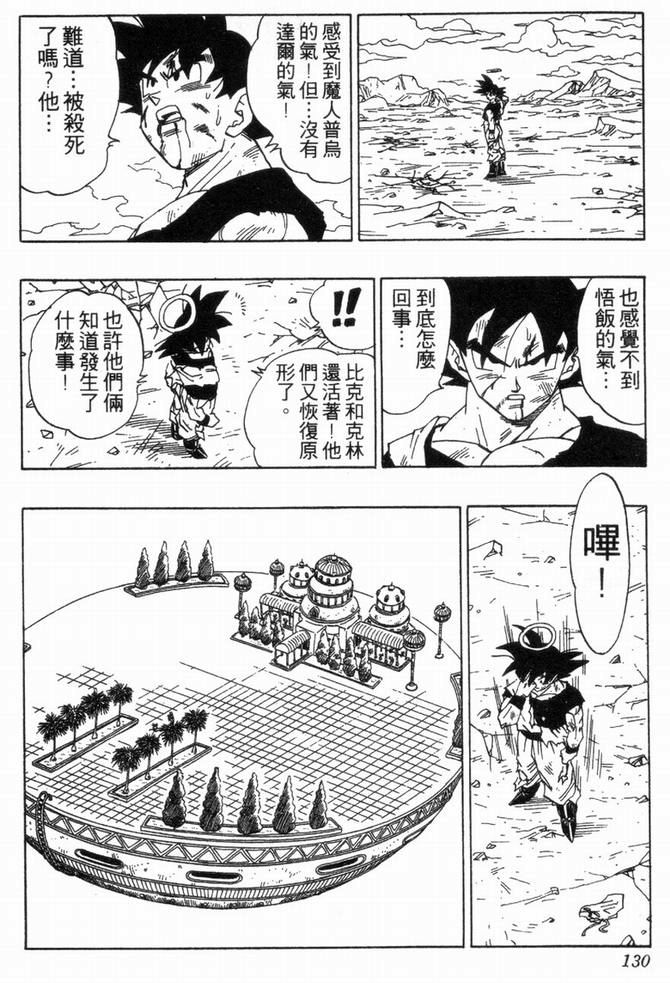 感受到魔人普烏
的氣！但…沒有
達爾的氣！
難道…被殺死
了嗎？他…
也感覺不到
悟飯的氣…
到底怎麼
回事…
!!
比克和克林
還活著！他
們又恢復原
形了。
也許他們倆
知道發生了
什麼事！
嗶！
130